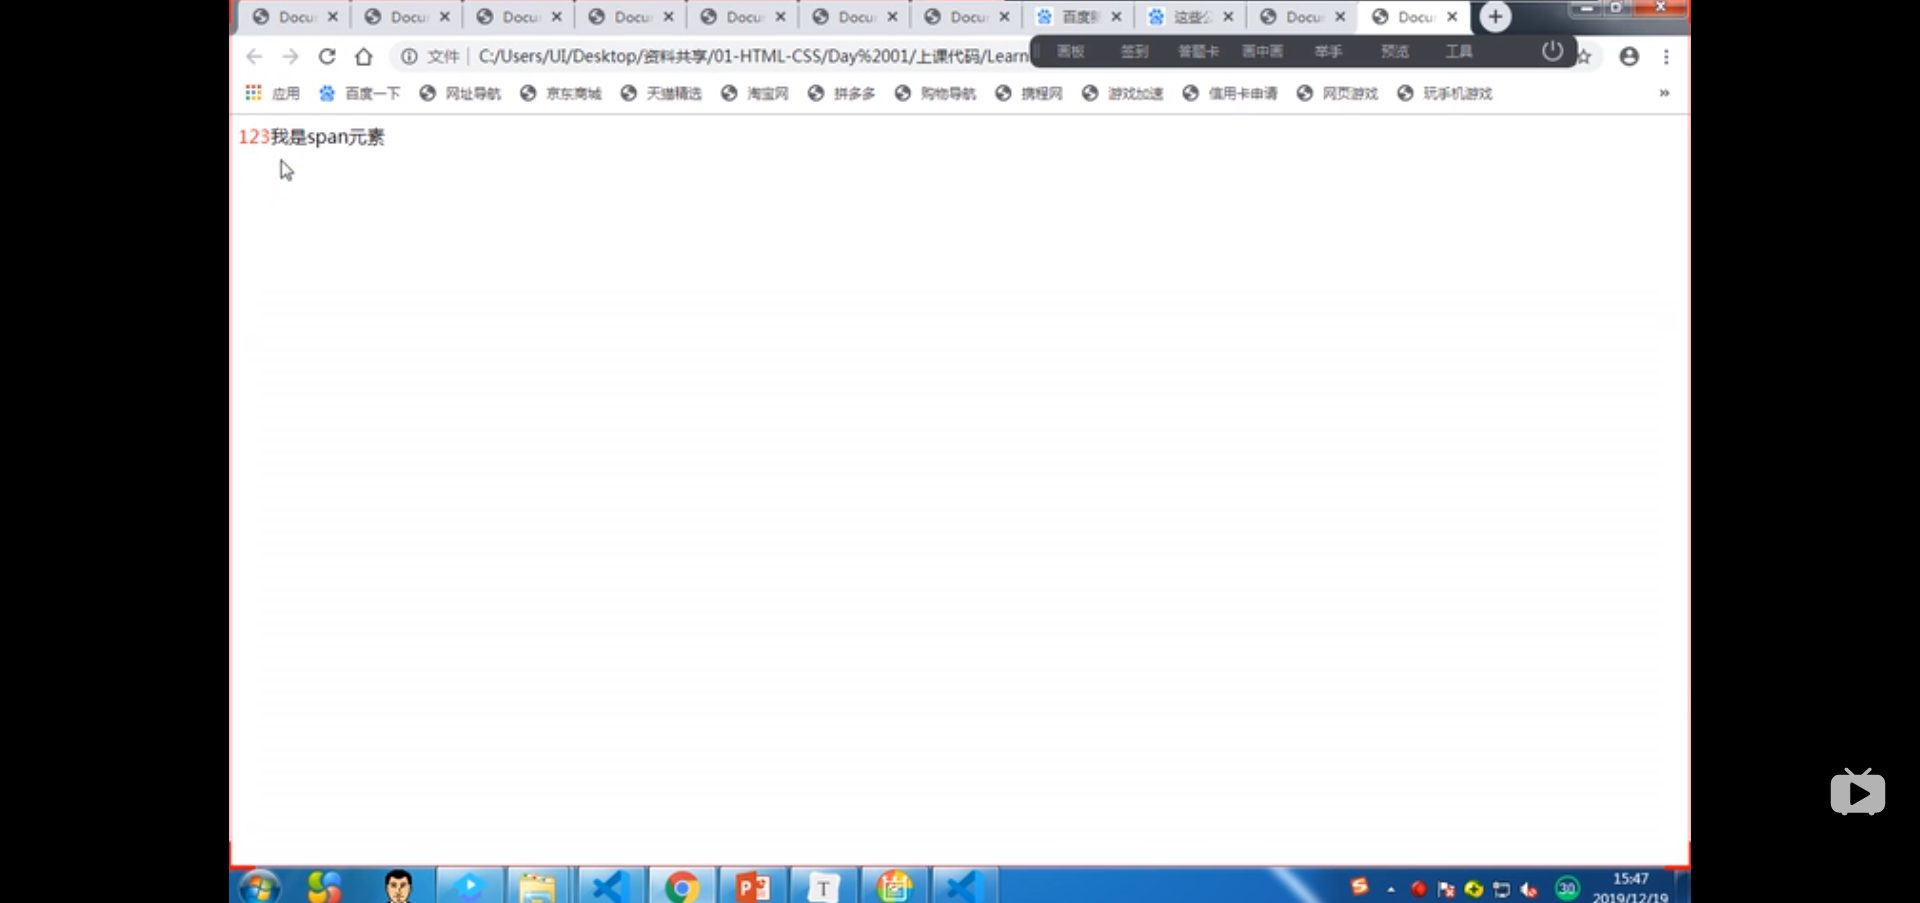 Docu Docu Docu Docu Docu Docu Docu 百度 这些 Docu Docu
文件 C:/Users/UI/Desktop/资料共享/01-HTML-CSS/Day%2001/上课代码/Learn
画板 签到 答题卡 画中画 举手 预览 工具
应用 百度一下 网址导航 京东商城 天猫精选 淘宝网 拼多多 购物导航 携程网 游戏加速 信用卡申请 网页游戏 玩手机游戏 »
123我是span元素
30 15:47
2019/12/19